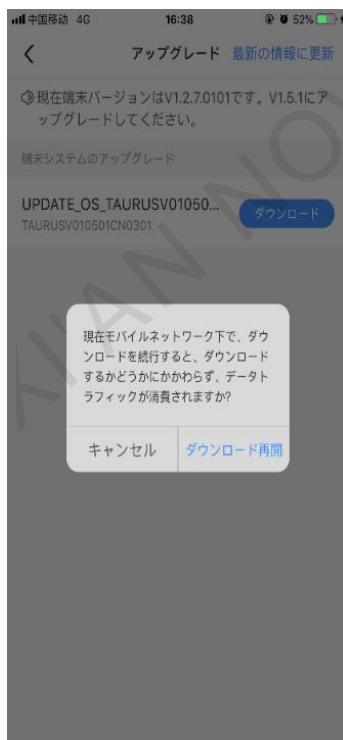 中国移动 4G 16:38 52%
アップグレード 最新の情報に更新
現在端末バージョンはV1.2.7.0101です。V1.5.1にア
ップグレードしてください。
端末システムのアップグレード
UPDATE_OS_TAURUSV01050...
ダウンロード
TAURUSV010501CN0301
現在モバイルネットワーク下で、ダウ
ンロードを続行すると、ダウンロード
するかどうかにかかわらず、データト
ラフィックが消費されますか?
キャンセル ダウンロード再開
XI'AN NOV